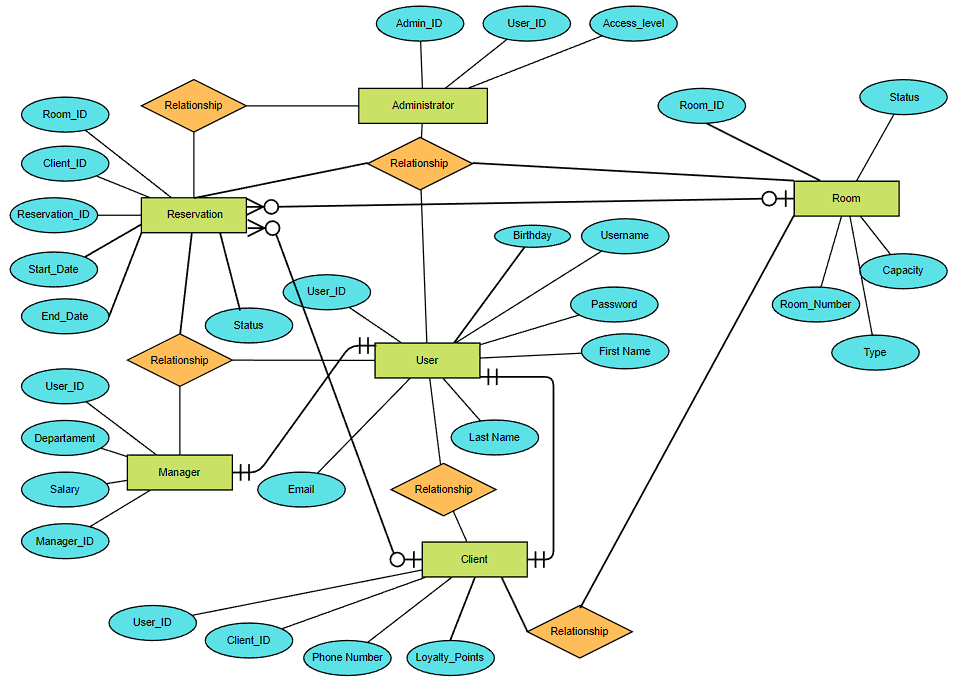 Admin_ID
User_ID
Access_level
Relationship
Administrator
Room_ID
Status
Room_ID
Client_ID
Relationship
Reservation_ID
Reservation
Room
Start_Date
Birthday
Username
Capacity
User_ID
Password
Room_Number
End_Date
Status
Relationship
User
First Name
Type
User_ID
Departament
Last Name
Manager
Salary
Email
Relationship
Manager_ID
Client
User_ID
Client_ID
Relationship
Phone Number
Loyalty_Points